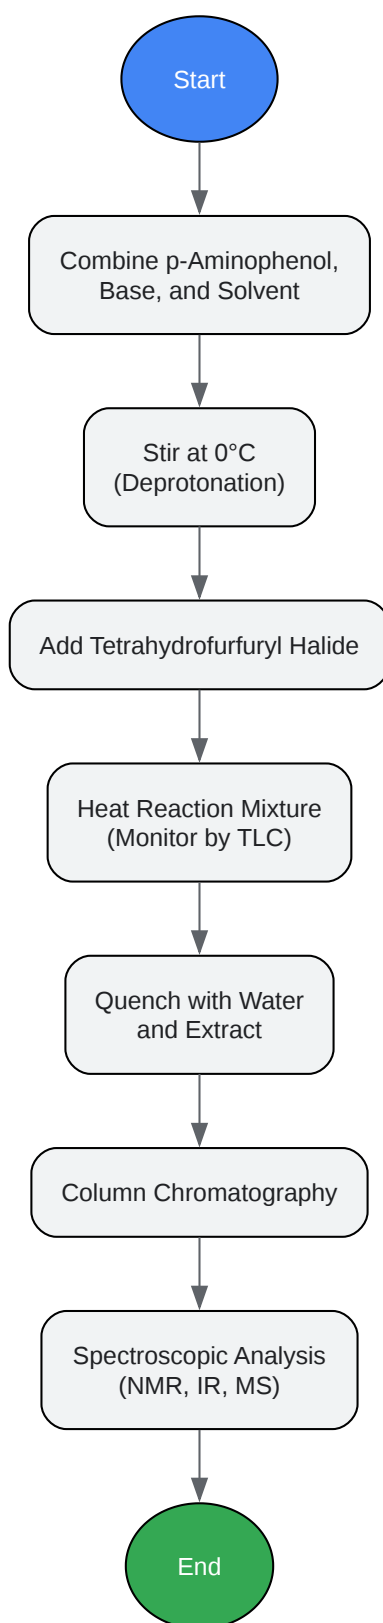 Start
Combine p-Aminophenol,
Base, and Solvent
Stir at 0°C
(Deprotonation)
Add Tetrahydrofurfuryl Halide
Heat Reaction Mixture
(Monitor by TLC)
Quench with Water
and Extract
Column Chromatography
Spectroscopic Analysis
(NMR, IR, MS)
End